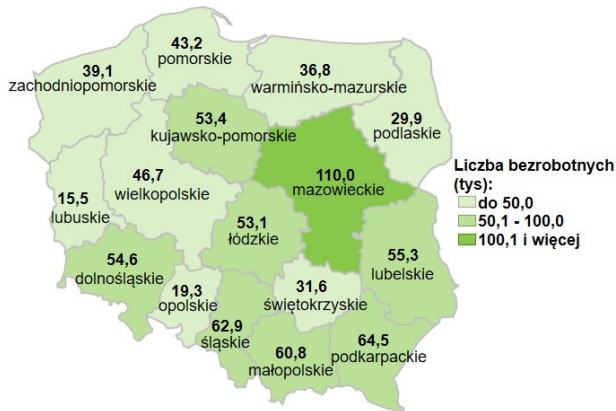 43,2
pomorskie
39,1
zachodniopomorskie
36,8
warmińsko-mazurskie
29,9
podlaskie
53,4
kujawsko-pomorskie
110,0
mazowieckie
46,7
wielkopolskie
15,5
lubuskie
53,1
łódzkie
54,6
dolnośląskie
55,3
lubelskie
19,3
opolskie
31,6
świętokrzyskie
62,9
śląskie
60,8
małopolskie
64,5
podkarpackie
Liczba bezrobotnych
(tys):
do 50,0
50,1 - 100,0
100,1 i więcej